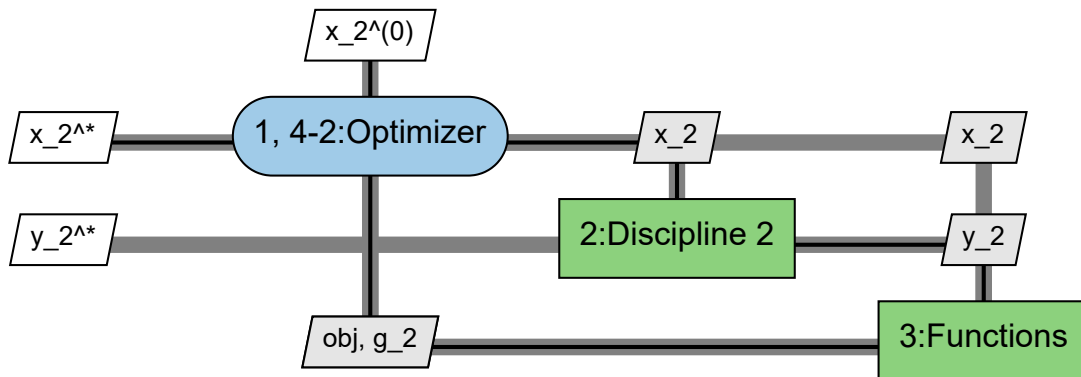 x_2^(0)
x_2^*
1, 4-2:Optimizer
x_2
x_2
y_2^*
2:Discipline 2
y_2
obj, g_2
3:Functions